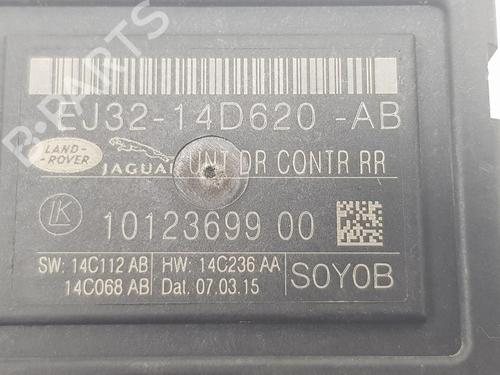 EJ32-14D620 -AB
LAND-
ROVER
JAGUAR UNT DR CONTR RR
LK 10123699 00
SW: 14C112 AB HW: 14C236 AA
14C068 AB Dat. 07.03.15
S0Y0B
B-PARTS